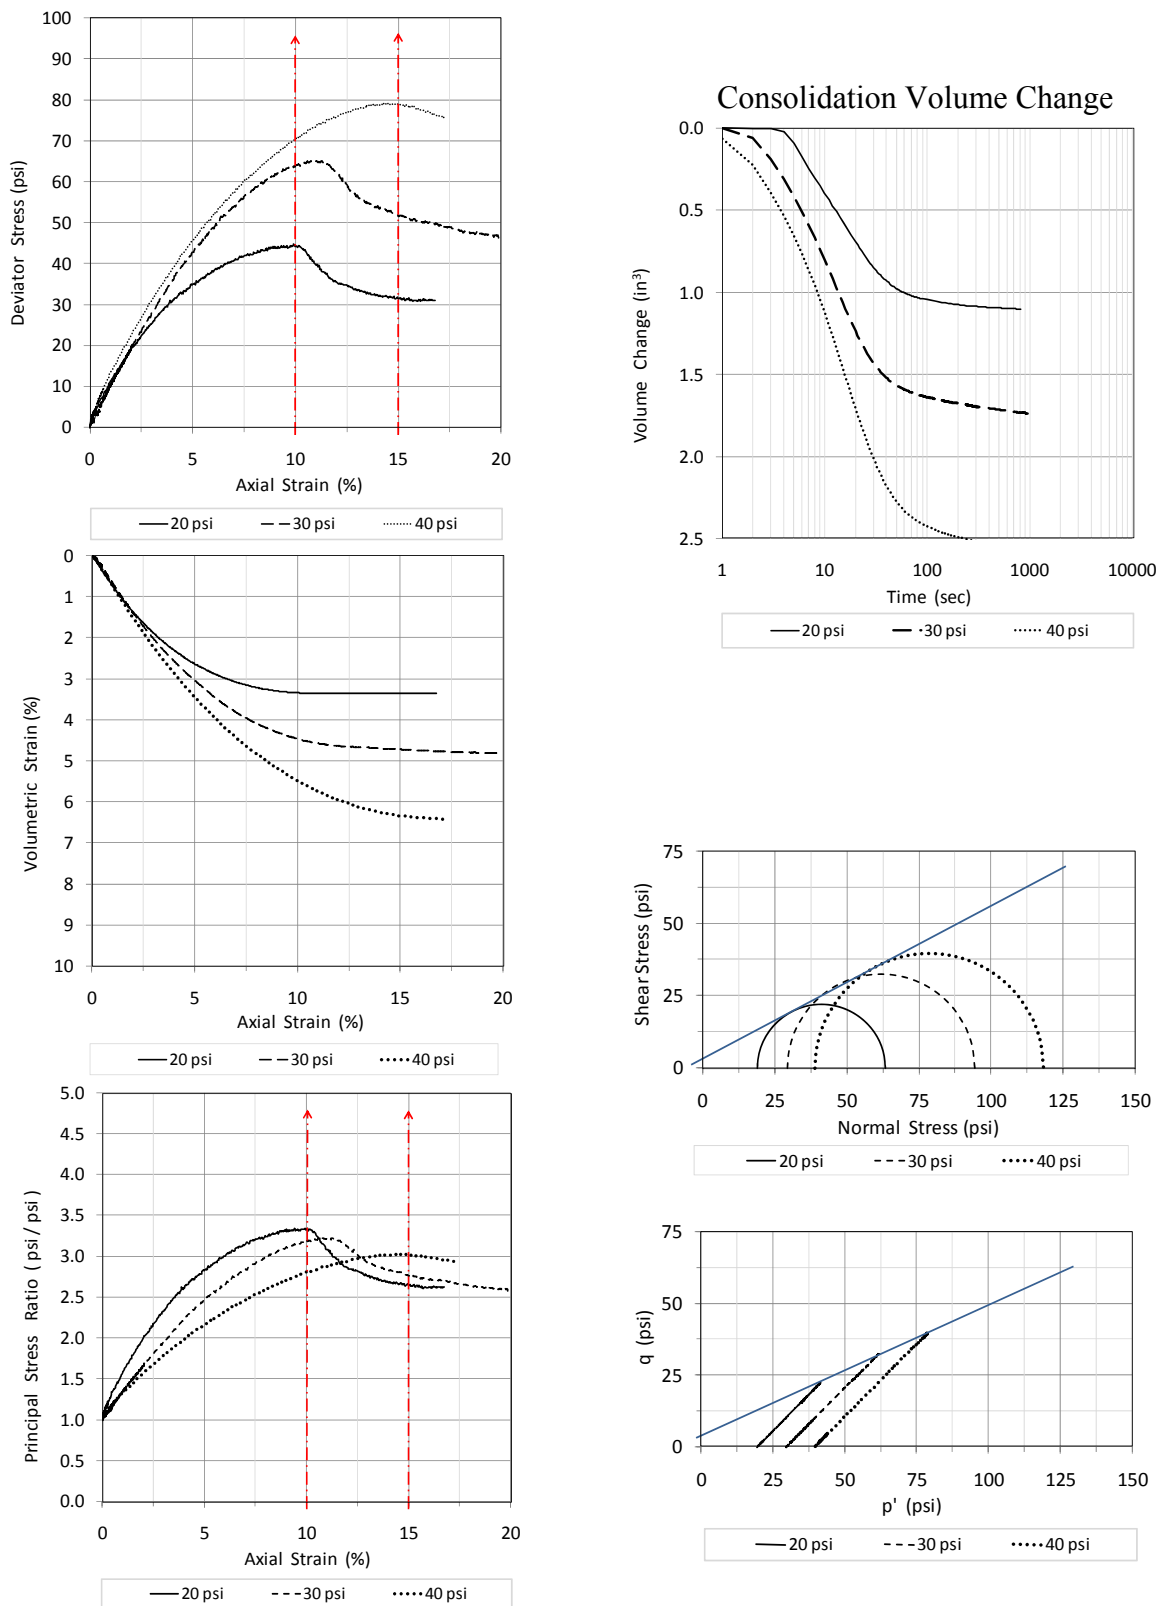 100
90
80
70
60
50
40
30
20
10
0
Deviator Stress (psi)
0 5 10 15 20
Axial Strain (%)
20 psi 30 psi 40 psi
Consolidation Volume Change
0.0
0.5
1.0
1.5
2.0
2.5
Volume Change (in³)
1 10 100 1000 10000
Time (sec)
20 psi 30 psi 40 psi
0
1
2
3
4
5
6
7
8
9
10
Volumetric Strain (%)
0 5 10 15 20
Axial Strain (%)
20 psi 30 psi 40 psi
75
50
25
0
Shear Stress (psi)
0 25 50 75 100 125 150
Normal Stress (psi)
20 psi 30 psi 40 psi
5.0
4.5
4.0
3.5
3.0
2.5
2.0
1.5
1.0
0.5
0.0
Principal Stress Ratio ( psi / psi )
0 5 10 15 20
Axial Strain (%)
20 psi 30 psi 40 psi
75
50
25
0
q (psi)
0 25 50 75 100 125 150
p' (psi)
20 psi 30 psi 40 psi